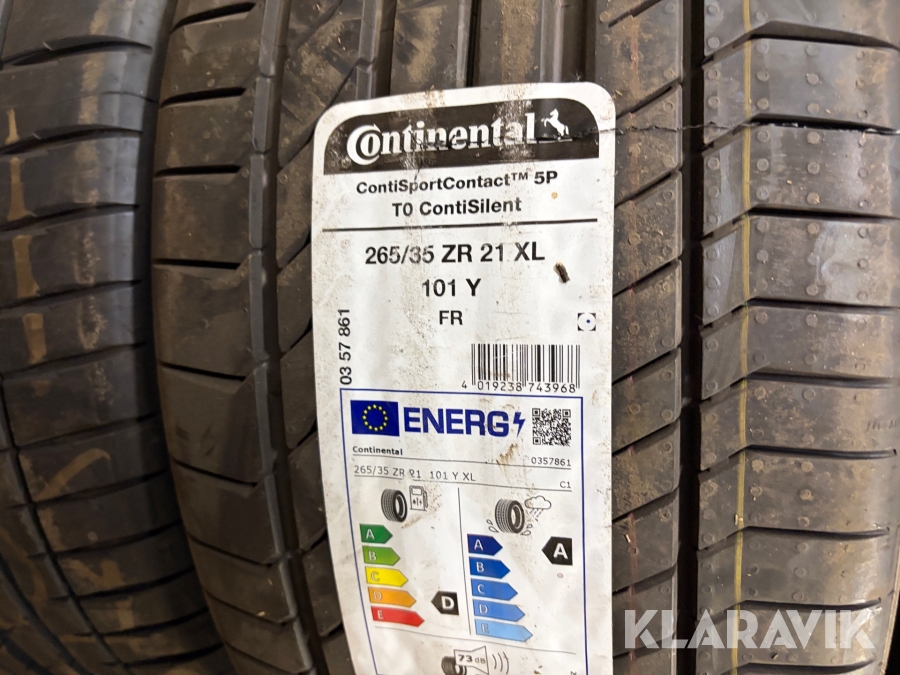 Continental
ContiSportContact™ 5P
T0 ContiSilent
265/35 ZR 21 XL
101 Y
FR
03 57 861
4 019238 743968
ENERG
Continental
0357861
265/35 ZR 21 101 Y XL
C1
A
B
C
D
E
D
A
B
C
D
E
A
73 dB
KLARAVIK